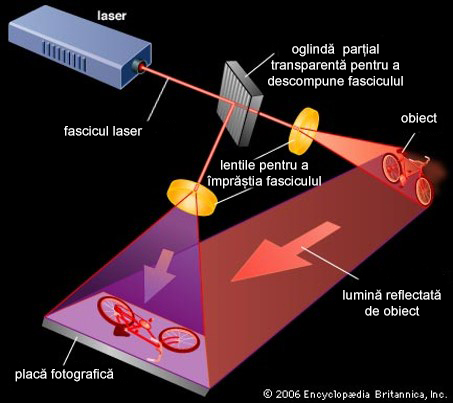 laser
oglindă parțial
transparentă pentru a
descompune fasciculul
fascicul laser
obiect
lentile pentru a
împrăștia fasciculul
lumină reflectată
de obiect
placă fotografică
© 2006 Encyclopædia Britannica, Inc.